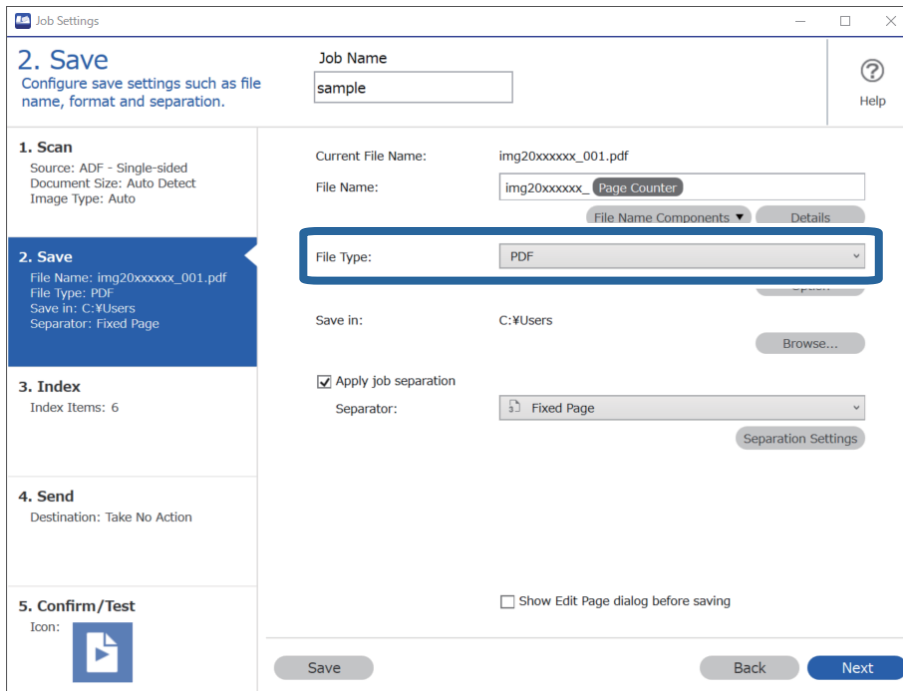 Job Settings
2. Save
Configure save settings such as file
name, format and separation.
Job Name
sample
Help
1. Scan
Source: ADF - Single-sided
Document Size: Auto Detect
Image Type: Auto
2. Save
File Name: img20xxxxxx_001.pdf
File Type: PDF
Save in: C:¥Users
Separator: Fixed Page
3. Index
Index Items: 6
4. Send
Destination: Take No Action
5. Confirm/Test
Icon:
Current File Name: img20xxxxxx_001.pdf
File Name: img20xxxxxx_ Page Counter
File Name Components ▼ Details
File Type: PDF
Save in: C:¥Users
Browse...
Apply job separation
Separator: Fixed Page
Separation Settings
Show Edit Page dialog before saving
Save Back Next